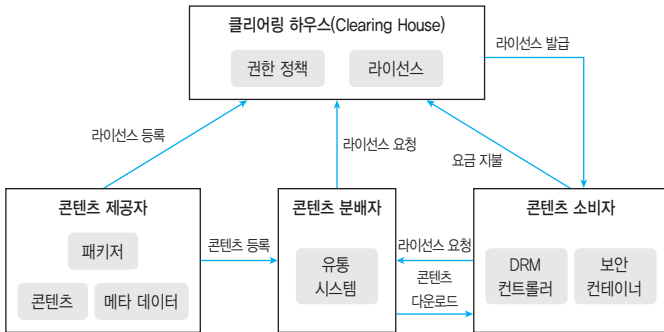 클리어링 하우스(Clearing House)
권한 정책
라이선스
라이선스 발급
라이선스 등록
라이선스 요청
요금 지불
콘텐츠 제공자
패키저
콘텐츠
메타 데이터
콘텐츠 등록
콘텐츠 분배자
유통
시스템
라이선스 요청
콘텐츠
다운로드
콘텐츠 소비자
DRM
컨트롤러
보안
컨테이너